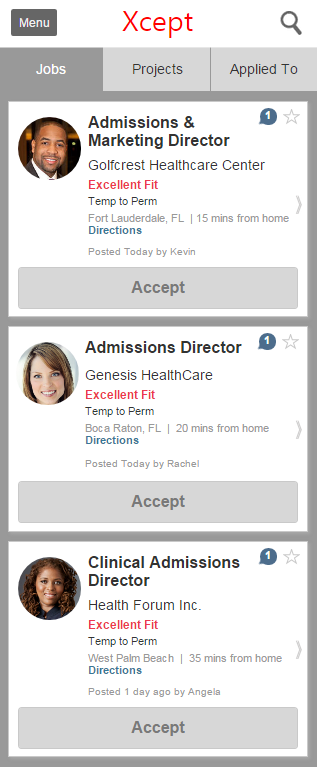 Menu
Xcept
Jobs
Projects
Applied To
1
Admissions &
Marketing Director
Golfcrest Healthcare Center
Excellent Fit
Temp to Perm
Fort Lauderdale, FL | 15 mins from home
Directions
Posted Today by Kevin
Accept
1
Admissions Director
Genesis HealthCare
Excellent Fit
Temp to Perm
Boca Raton, FL | 20 mins from home
Directions
Posted Today by Rachel
Accept
1
Clinical Admissions
Director
Health Forum Inc.
Excellent Fit
Temp to Perm
West Palm Beach | 35 mins from home
Directions
Posted 1 day ago by Angela
Accept